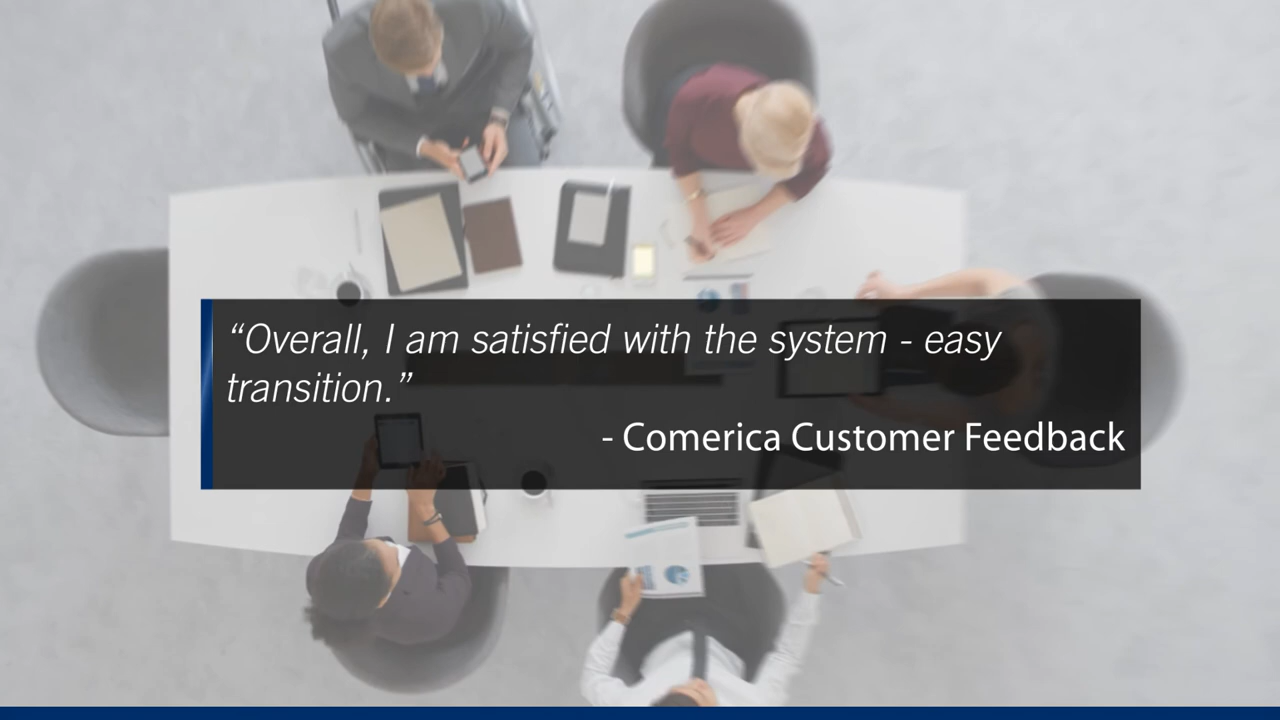 “Overall, I am satisfied with the system - easy
transition.”
- Comerica Customer Feedback